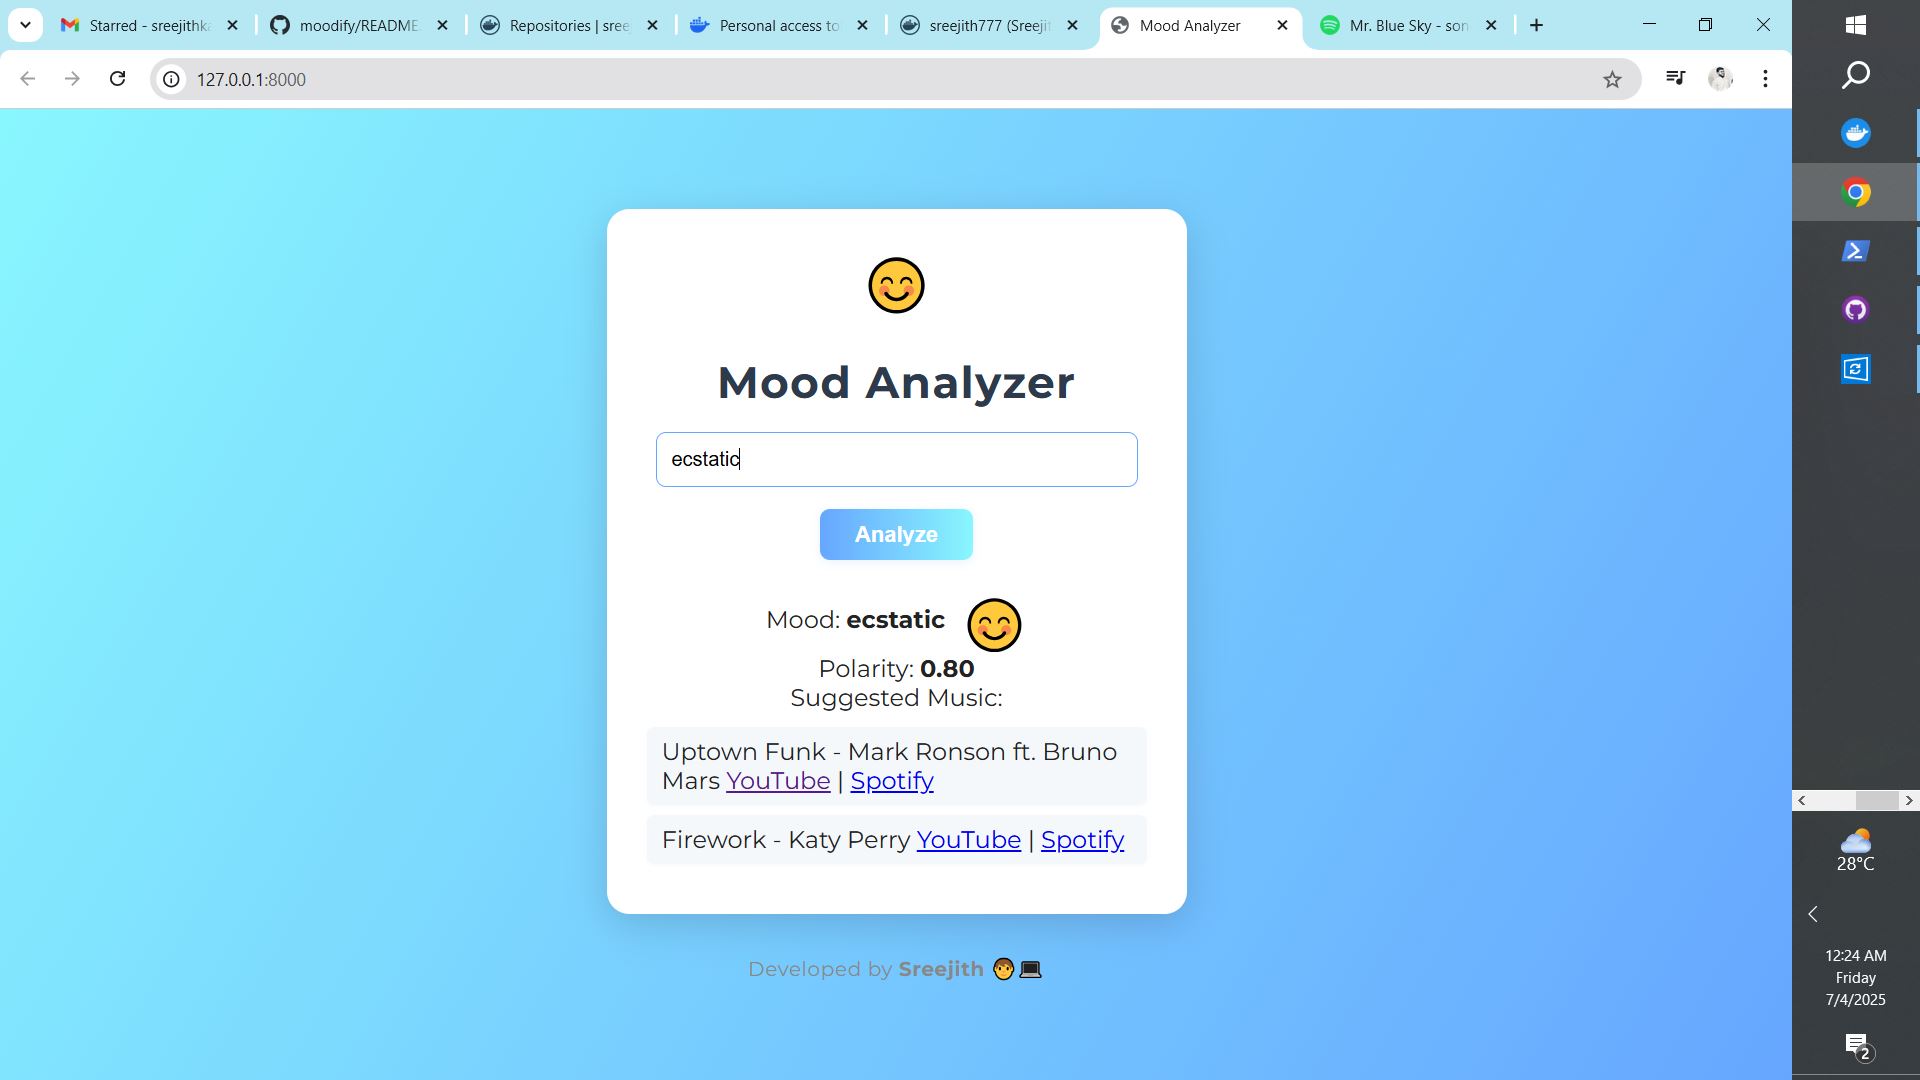 Starred - sreejithka
moodify/README.
Repositories | sree
Personal access to
sreejith777 (Sreejit
Mood Analyzer
Mr. Blue Sky - son
127.0.0.1:8000
Mood Analyzer
ecstatic
Analyze
Mood: ecstatic
Polarity: 0.80
Suggested Music:
Uptown Funk - Mark Ronson ft. Bruno
Mars YouTube | Spotify
Firework - Katy Perry YouTube | Spotify
Developed by Sreejith
28°C
12:24 AM
Friday
7/4/2025
2